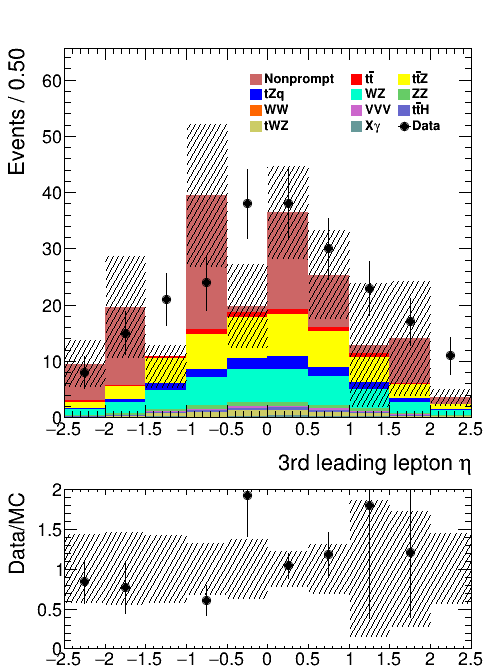 Events / 0.50
60
50
40
30
20
10
0
Nonprompt tt̄ tt̄Z
tZq WZ ZZ
WW VVV tt̄H
tWZ Xγ Data
−2.5 −2 −1.5 −1 −0.5 0 0.5 1 1.5 2 2.5
3rd leading lepton η
Data/MC
2
1.5
1
0.5
0
−2.5 −2 −1.5 −1 −0.5 0 0.5 1 1.5 2 2.5